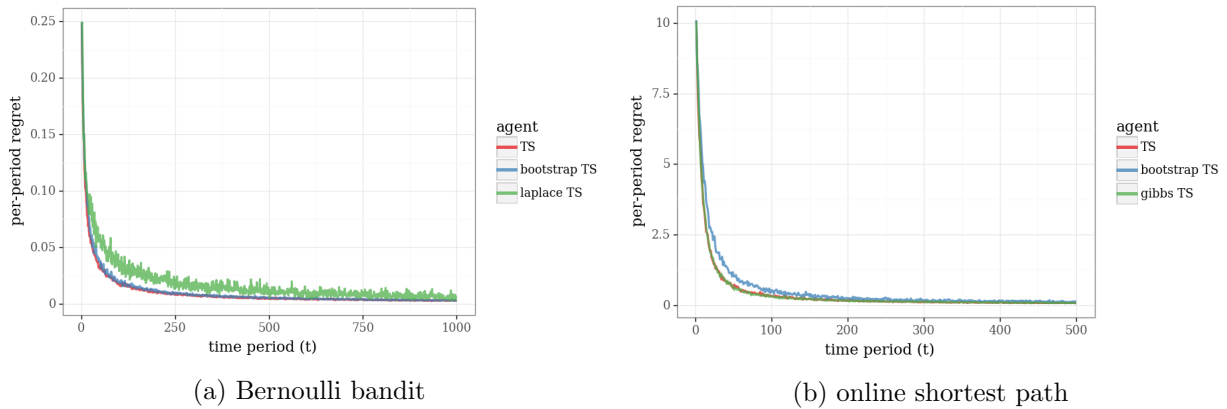 0.25
0.20
0.15
0.10
0.05
0
per-period regret
0
250
500
750
1000
time period (t)
agent
TS
bootstrap TS
laplace TS
(a) Bernoulli bandit
10
7.5
5
2.5
0
per-period regret
0
100
200
300
400
500
time period (t)
agent
TS
bootstrap TS
gibbs TS
(b) online shortest path